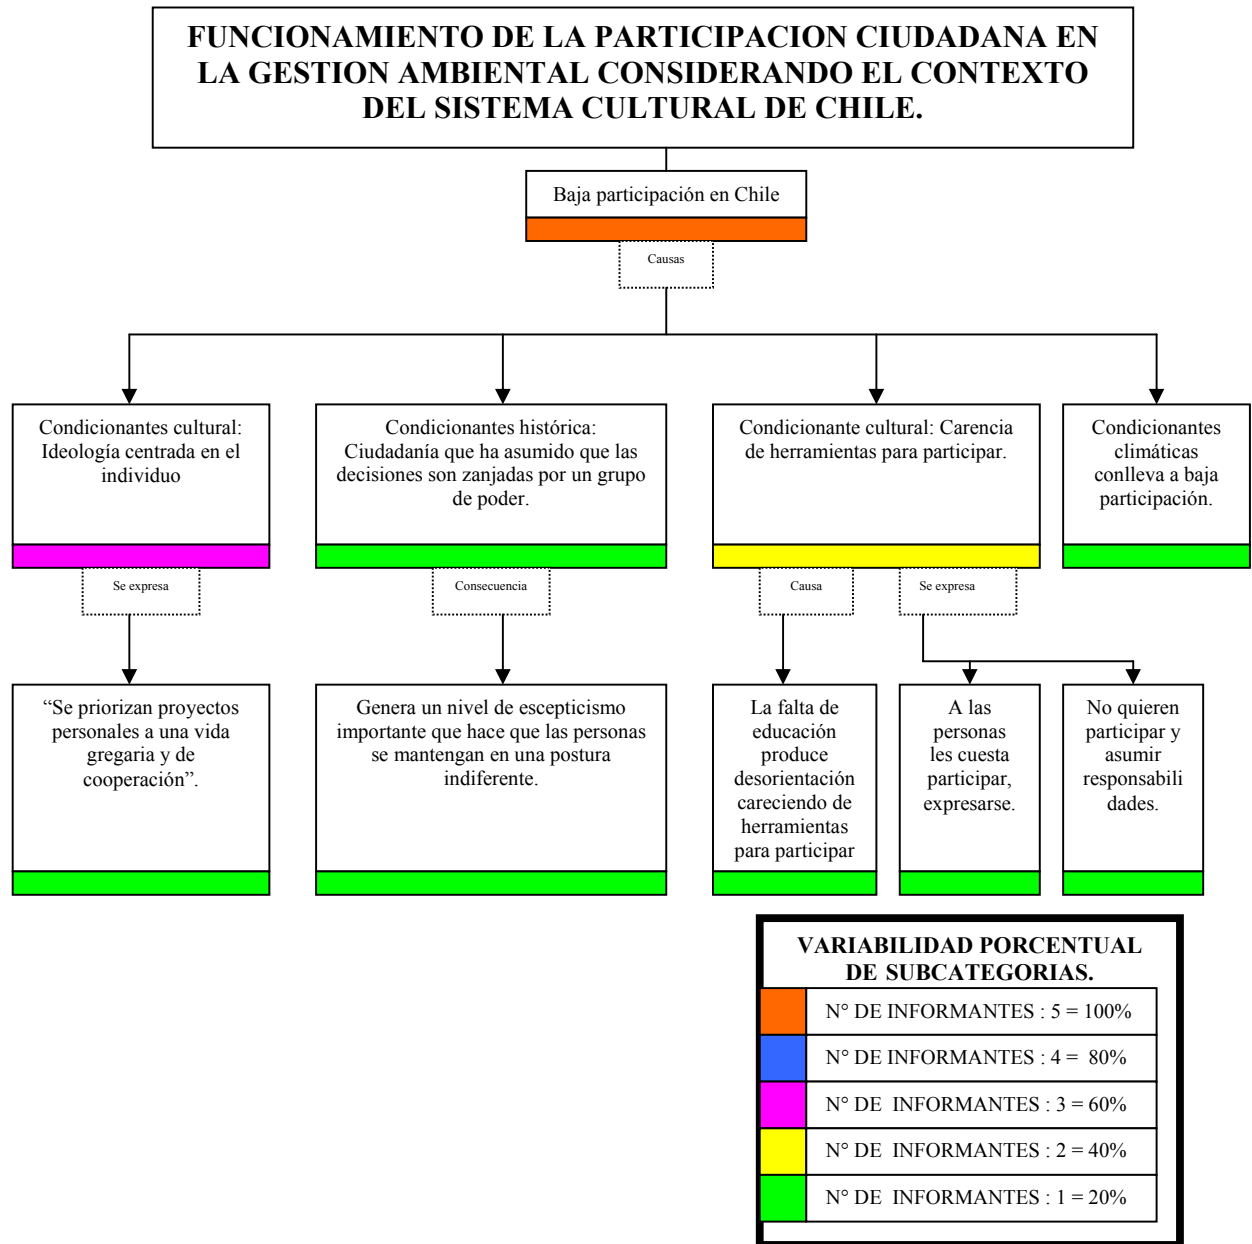 FUNCIONAMIENTO DE LA PARTICIPACION CIUDADANA EN
LA GESTION AMBIENTAL CONSIDERANDO EL CONTEXTO
DEL SISTEMA CULTURAL DE CHILE.
Baja participación en Chile
Causas
Condicionantes cultural:
Ideología centrada en el
individuo
Condicionantes histórica:
Ciudadanía que ha asumido que las
decisiones son zanjadas por un grupo
de poder.
Condicionante cultural: Carencia
de herramientas para participar.
Condicionantes
climáticas
conlleva a baja
participación.
Se expresa
Consecuencia
Causa
Se expresa
“Se priorizan proyectos
personales a una vida
gregaria y de
cooperación”.
Genera un nivel de escepticismo
importante que hace que las personas
se mantengan en una postura
indiferente.
La falta de
educación
produce
desorientación
careciendo de
herramientas
para participar
A las
personas
les cuesta
participar,
expresarse.
No quieren
participar y
asumir
responsabili
dades.
VARIABILIDAD PORCENTUAL
DE SUBCATEGORIAS.
N° DE INFORMANTES : 5 = 100%
N° DE INFORMANTES : 4 = 80%
N° DE INFORMANTES : 3 = 60%
N° DE INFORMANTES : 2 = 40%
N° DE INFORMANTES : 1 = 20%